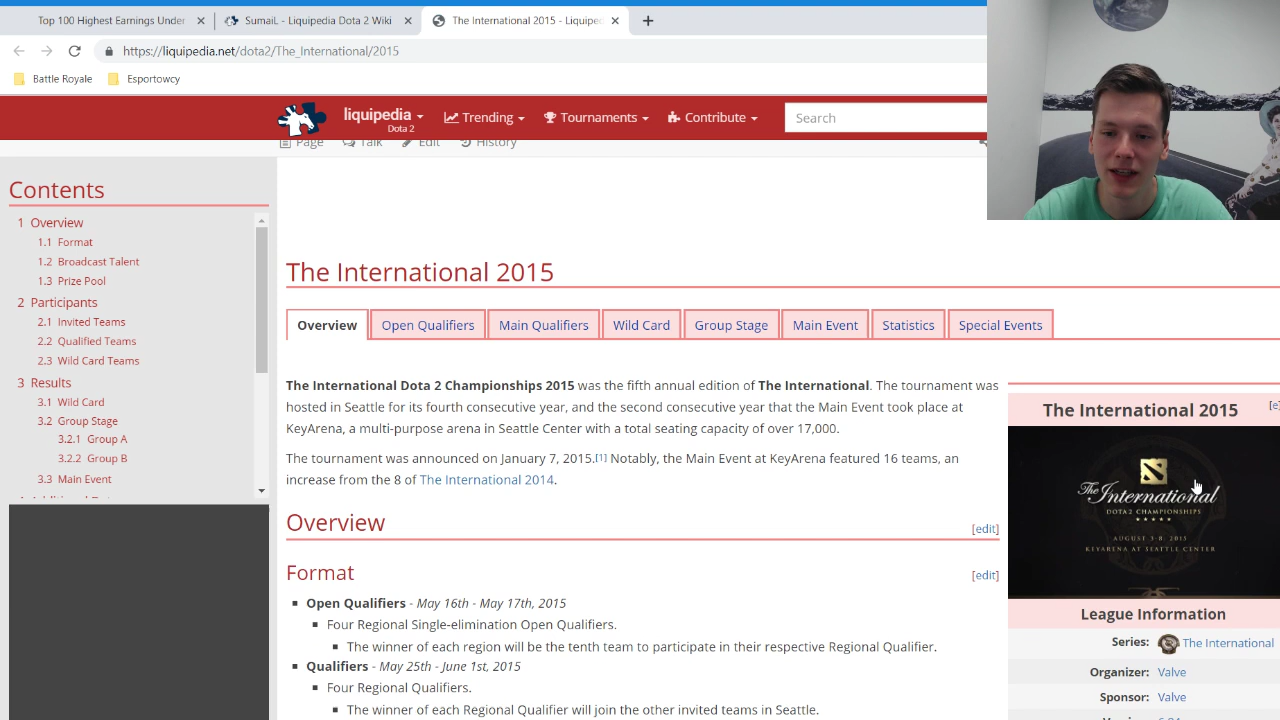 Top 100 Highest Earnings Under
SumaiL - Liquipedia Dota 2 Wiki
The International 2015 - Liquiped
https://liquipedia.net/dota2/The_International/2015
Battle Royale
Esportowcy
liquipedia
Dota 2
Trending
Tournaments
Contribute
Search
Page
Talk
Edit
History
Contents
1 Overview
1.1 Format
1.2 Broadcast Talent
1.3 Prize Pool
2 Participants
2.1 Invited Teams
2.2 Qualified Teams
2.3 Wild Card Teams
3 Results
3.1 Wild Card
3.2 Group Stage
3.2.1 Group A
3.2.2 Group B
3.3 Main Event
The International 2015
Overview
Open Qualifiers
Main Qualifiers
Wild Card
Group Stage
Main Event
Statistics
Special Events
The International Dota 2 Championships 2015 was the fifth annual edition of The International. The tournament was
hosted in Seattle for its fourth consecutive year, and the second consecutive year that the Main Event took place at
KeyArena, a multi-purpose arena in Seattle Center with a total seating capacity of over 17,000.
The tournament was announced on January 7, 2015.[1] Notably, the Main Event at KeyArena featured 16 teams, an
increase from the 8 of The International 2014.
Overview
[edit]
Format
[edit]
▪ Open Qualifiers - May 16th - May 17th, 2015
▪ Four Regional Single-elimination Open Qualifiers.
▪ The winner of each region will be the tenth team to participate in their respective Regional Qualifier.
▪ Qualifiers - May 25th - June 1st, 2015
▪ Four Regional Qualifiers.
▪ The winner of each Regional Qualifier will join the other invited teams in Seattle.
The International 2015
[e]
The International
DOTA 2 CHAMPIONSHIPS
AUGUST 3-8, 2015
KEYARENA AT SEATTLE CENTER
League Information
Series: The International
Organizer: Valve
Sponsor: Valve